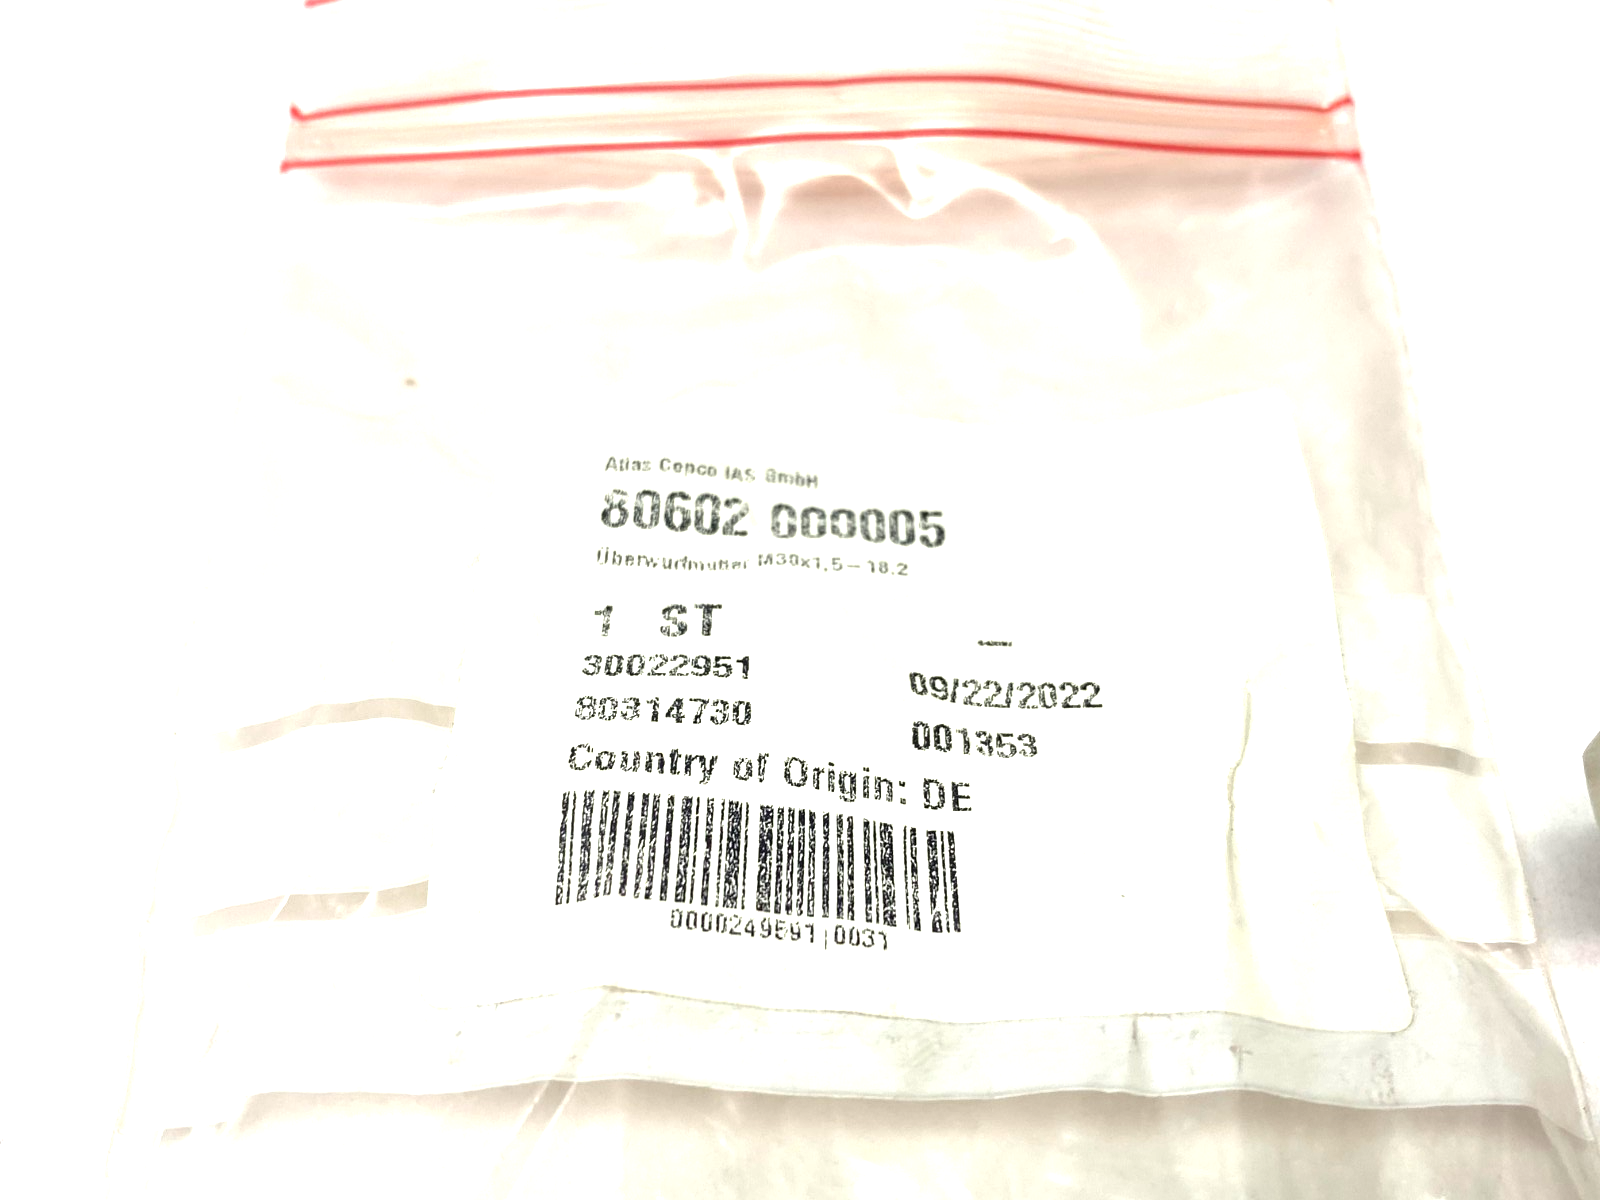 Atlas Copco IAS GmbH
80602 000005
Überwurfmutter M30x1,5-18.2
1 ST —
30022951 09/22/2022
80314730 001353
Country of Origin: DE
0000249591|0031